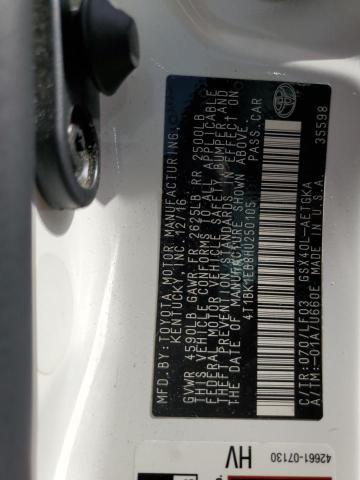 MFD. BY: TOYOTA MOTOR MANUFACTURING,
KENTUCKY, INC. 12/16
GVWR 4590LB GAWR FR 2625LB RR 2500LB
THIS VEHICLE CONFORMS TO ALL APPLICABLE
FEDERAL MOTOR VEHICLE SAFETY, BUMPER, AND
THEFT PREVENTION STANDARDS IN EFFECT ON
THE DATE OF MANUFACTURE SHOWN ABOVE.
4T1BK1EB8HU250105 PASS. CAR
C/TR: 070/LF03 GSX40L-AETGKA
A/TM: -01A/U660E MADE IN U.S.A. 35598
42661-07130
HV